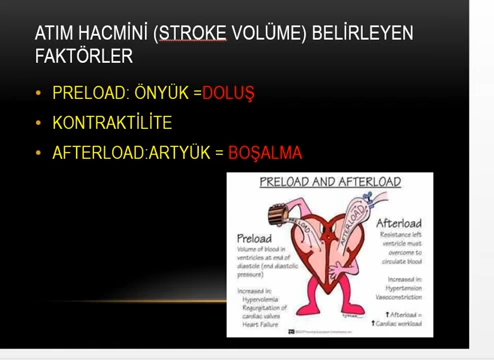 ATIM HACMİNİ (STROKE VOLÜME) BELİRLEYEN
FAKTÖRLER
• PRELOAD: ÖNYÜK =DOLUŞ
• KONTRAKTİLİTE
• AFTERLOAD:ARTYÜK = BOŞALMA
PRELOAD AND AFTERLOAD
PRELOAD
AFTERLOAD
Preload
Volume of blood in
ventricles at end of
diastole (end diastolic
pressure)
Increased in:
Hypervolemia
Regurgitation of
cardiac valves
Heart Failure
Afterload
Resistance left
ventricle must
overcome to
circulate blood
Increased in:
Hypertension
Vasoconstriction
↑ Afterload =
↑ Cardiac workload